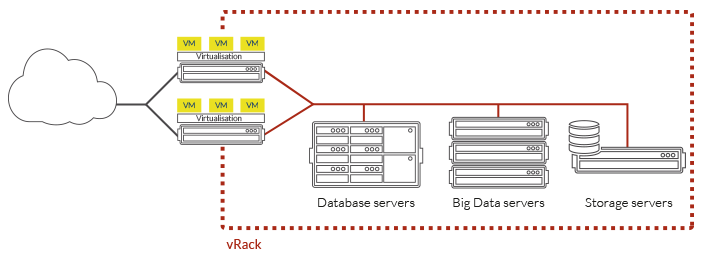 VM VM VM
Virtualisation
VM VM VM
Virtualisation
Database servers
Big Data servers
Storage servers
vRack